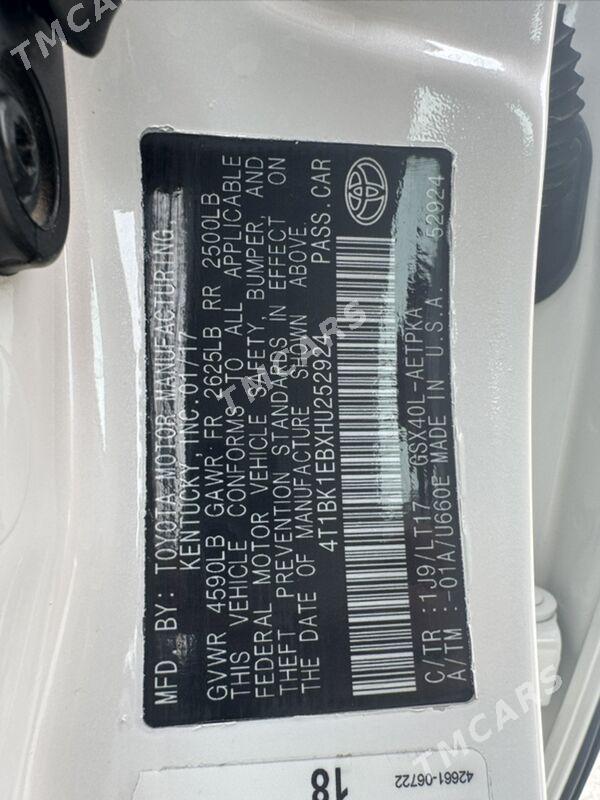 MFD BY: TOYOTA MOTOR MANUFACTURING,
KENTUCKY, INC. 01/17
GVWR 4590LB GAWR FR 2625LB RR 2500LB
THIS VEHICLE CONFORMS TO ALL APPLICABLE
FEDERAL MOTOR VEHICLE SAFETY, BUMPER, AND
THEFT PREVENTION STANDARDS IN EFFECT ON
THE DATE OF MANUFACTURE SHOWN ABOVE.
4T1BK1EBXHU252924 PASS.CAR
C/TR : 1J9/LT17 GSX40L-AETPKA
A/TM : -01A/U660E MADE IN U.S.A. 52924
42661-06722
18
TMCARS
TMCARS
TMCARS
TMCARS
TMCARS
TMCARS